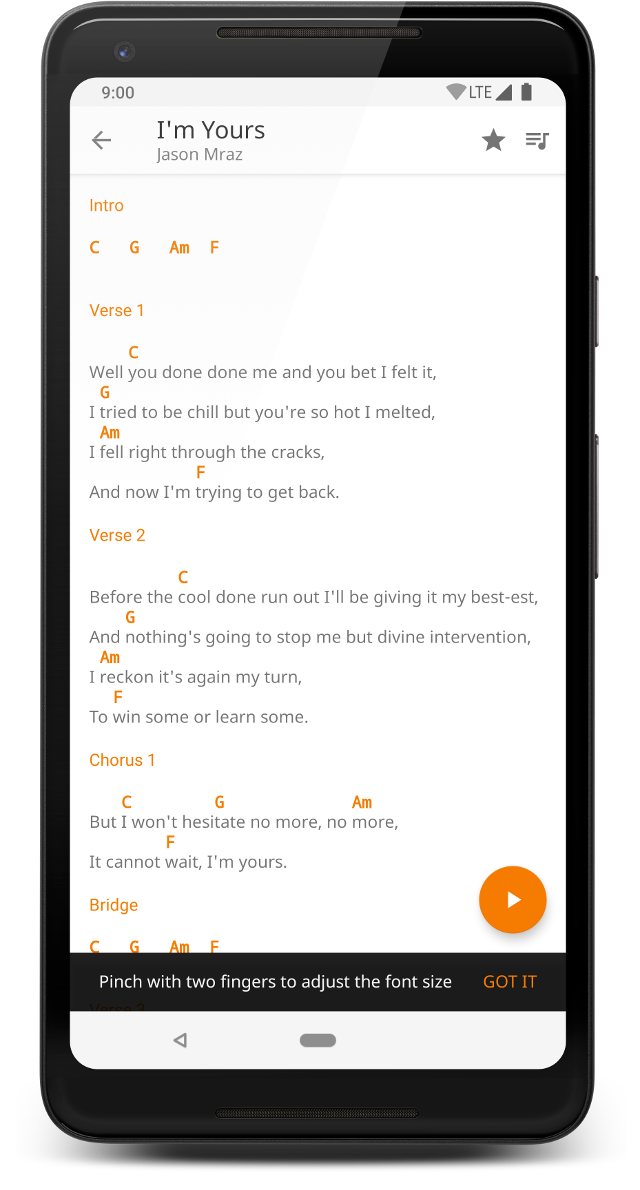 9:00 LTE
I'm Yours
Jason Mraz
Intro
C G Am F
Verse 1
C
Well you done done me and you bet I felt it,
G
I tried to be chill but you're so hot I melted,
Am
I fell right through the cracks,
F
And now I'm trying to get back.
Verse 2
C
Before the cool done run out I'll be giving it my best-est,
G
And nothing's going to stop me but divine intervention,
Am
I reckon it's again my turn,
F
To win some or learn some.
Chorus 1
C G Am
But I won't hesitate no more, no more,
F
It cannot wait, I'm yours.
Bridge
C G Am F
Pinch with two fingers to adjust the font size GOT IT